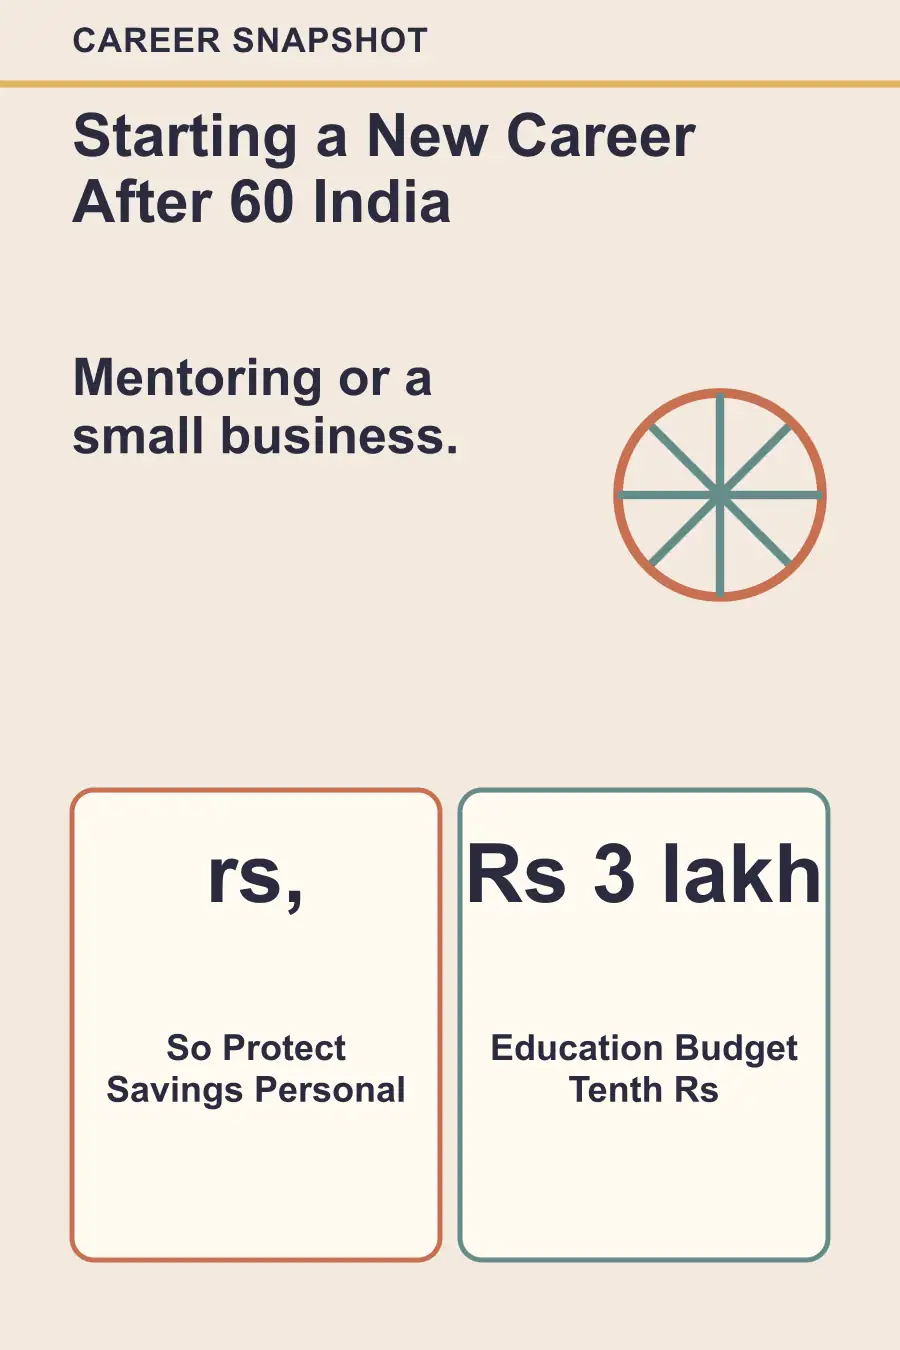 CAREER SNAPSHOT
Starting a New Career
After 60 India
Mentoring or a
small business.
rs,
So Protect
Savings Personal
Rs 3 lakh
Education Budget
Tenth Rs